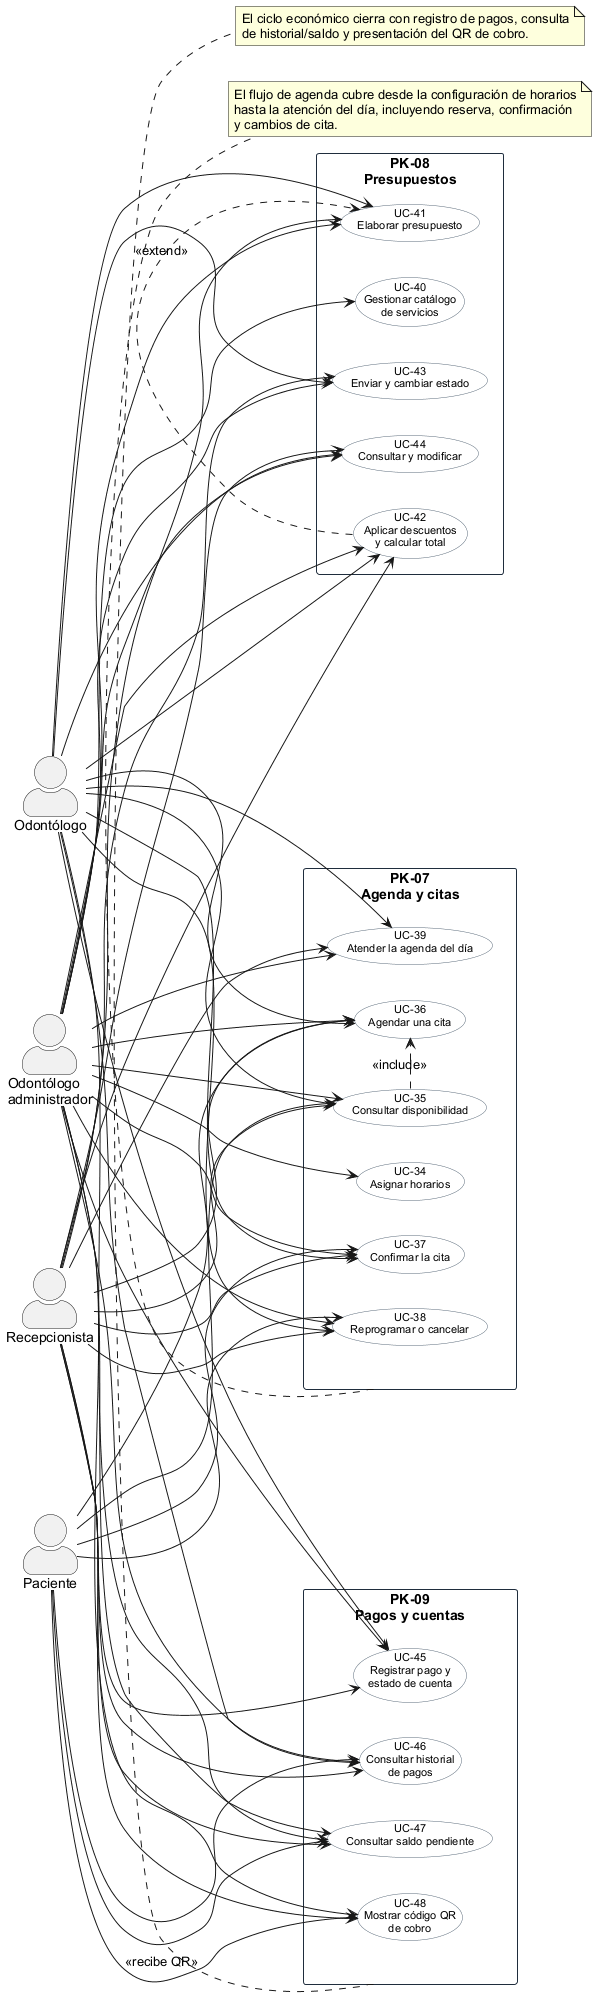 El ciclo económico cierra con registro de pagos, consulta
de historial/saldo y presentación del QR de cobro.
El flujo de agenda cubre desde la configuración de horarios
hasta la atención del día, incluyendo reserva, confirmación
y cambios de cita.
PK-08
Presupuestos
UC-41
Elaborar presupuesto
«extend»
UC-40
Gestionar catálogo
de servicios
UC-43
Enviar y cambiar estado
UC-44
Consultar y modificar
UC-42
Aplicar descuentos
y calcular total
Odontólogo
PK-07
Agenda y citas
UC-39
Atender la agenda del día
UC-36
Agendar una cita
«include»
Odontólogo
administrador
UC-35
Consultar disponibilidad
UC-34
Asignar horarios
UC-37
Confirmar la cita
UC-38
Reprogramar o cancelar
Recepcionista
Paciente
PK-09
Pagos y cuentas
UC-45
Registrar pago y
estado de cuenta
UC-46
Consultar historial
de pagos
UC-47
Consultar saldo pendiente
UC-48
Mostrar código QR
de cobro
«recibe QR»